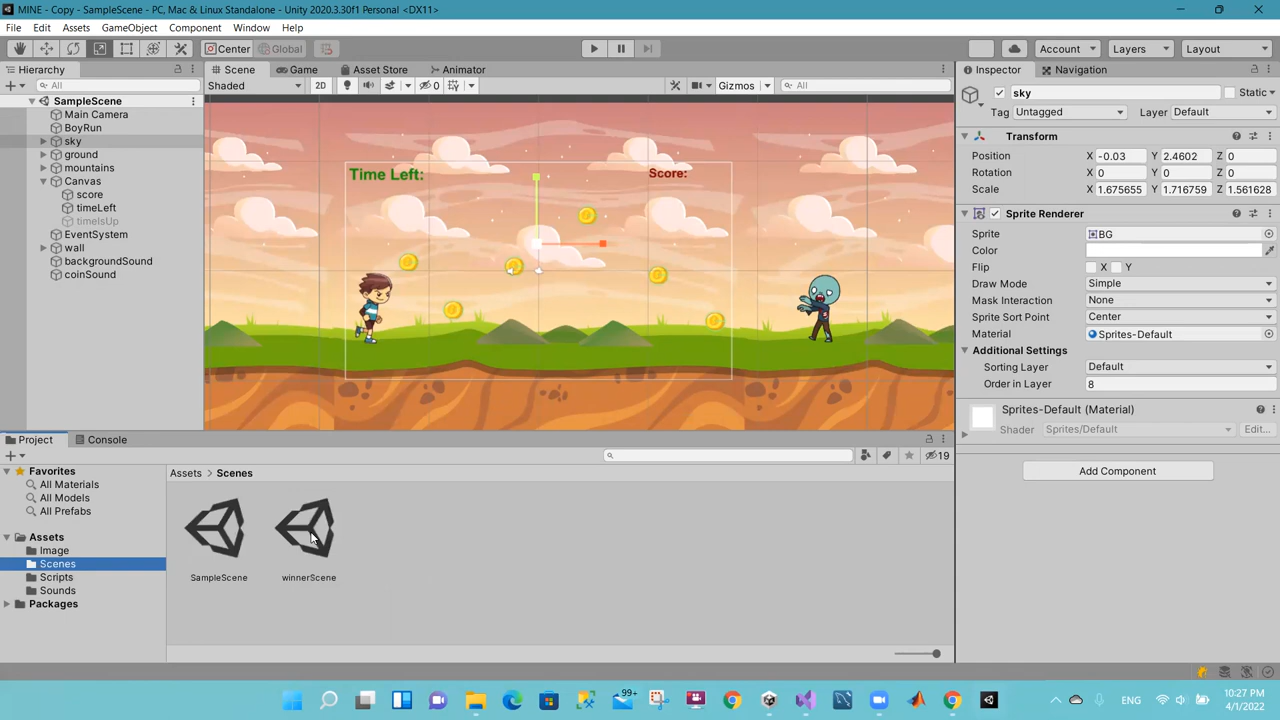 MINE - Copy - SampleScene - PC, Mac & Linux Standalone - Unity 2020.3.30f1 Personal <DX11>
File Edit Assets GameObject Component Window Help
Center Global Account Layers Layout
Hierarchy Scene Game Asset Store Animator Inspector Navigation
All Shaded 2D 0 Gizmos All
sky Static
SampleScene
Main Camera
BoyRun
sky
ground
mountains
Canvas
score
timeLeft
timeIsUp
EventSystem
wall
backgroundSound
coinSound
Time Left: Score:
Tag Untagged Layer Default
Transform
Position X -0.03 Y 2.4602 Z 0
Rotation X 0 Y 0 Z 0
Scale X 1.675655 Y 1.716759 Z 1.561628
Sprite Renderer
Sprite BG
Color
Flip X Y
Draw Mode Simple
Mask Interaction None
Sprite Sort Point Center
Material Sprites-Default
Additional Settings
Sorting Layer Default
Order in Layer 8
Sprites-Default (Material)
Shader Sprites/Default Edit...
Add Component
Project Console
19
Favorites
All Materials
All Models
All Prefabs
Assets
Image
Scenes
Scripts
Sounds
Packages
Assets > Scenes
SampleScene winnerScene
99+
ENG 10:27 PM
4/1/2022